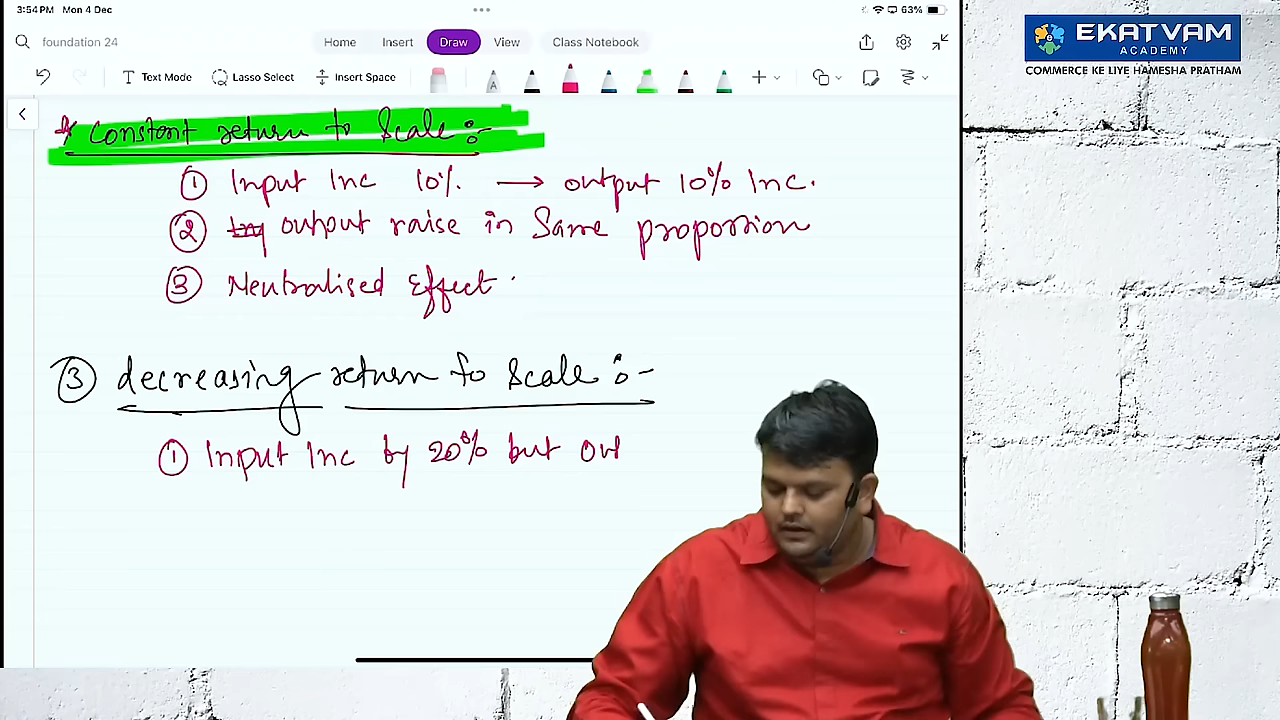 3:54 PM Mon 4 Dec
63%
EKATVAM
ACADEMY
COMMERCE KE LIYE HAMESHA PRATHAM
foundation 24
Home Insert Draw View Class Notebook
Text Mode Lasso Select Insert Space
* Constant return to Scale :-
① Input Inc 10% → output 10% Inc.
② output raise in Same proportion
③ Neutralised Effect.
③ decreasing return to Scale :-
① Input Inc by 20% but Out